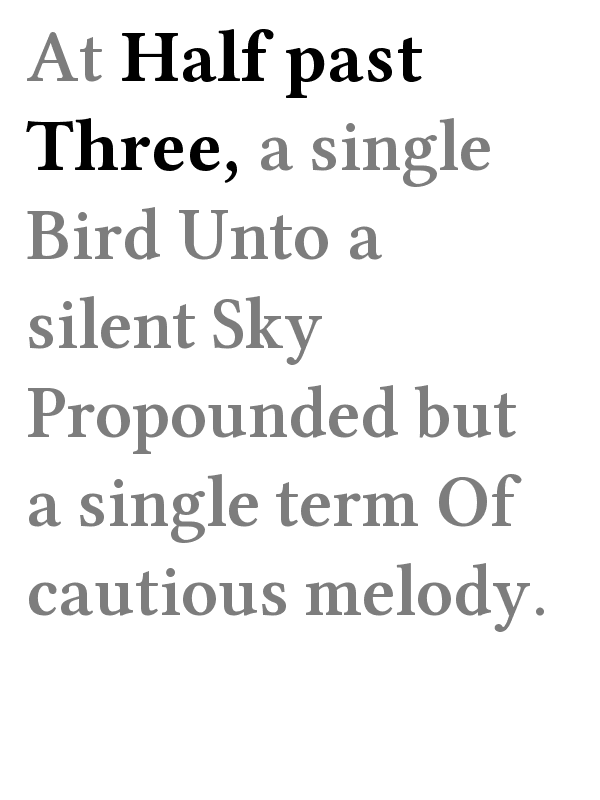 At Half past
Three, a single
Bird Unto a
silent Sky
Propounded but
a single term Of
cautious melody.